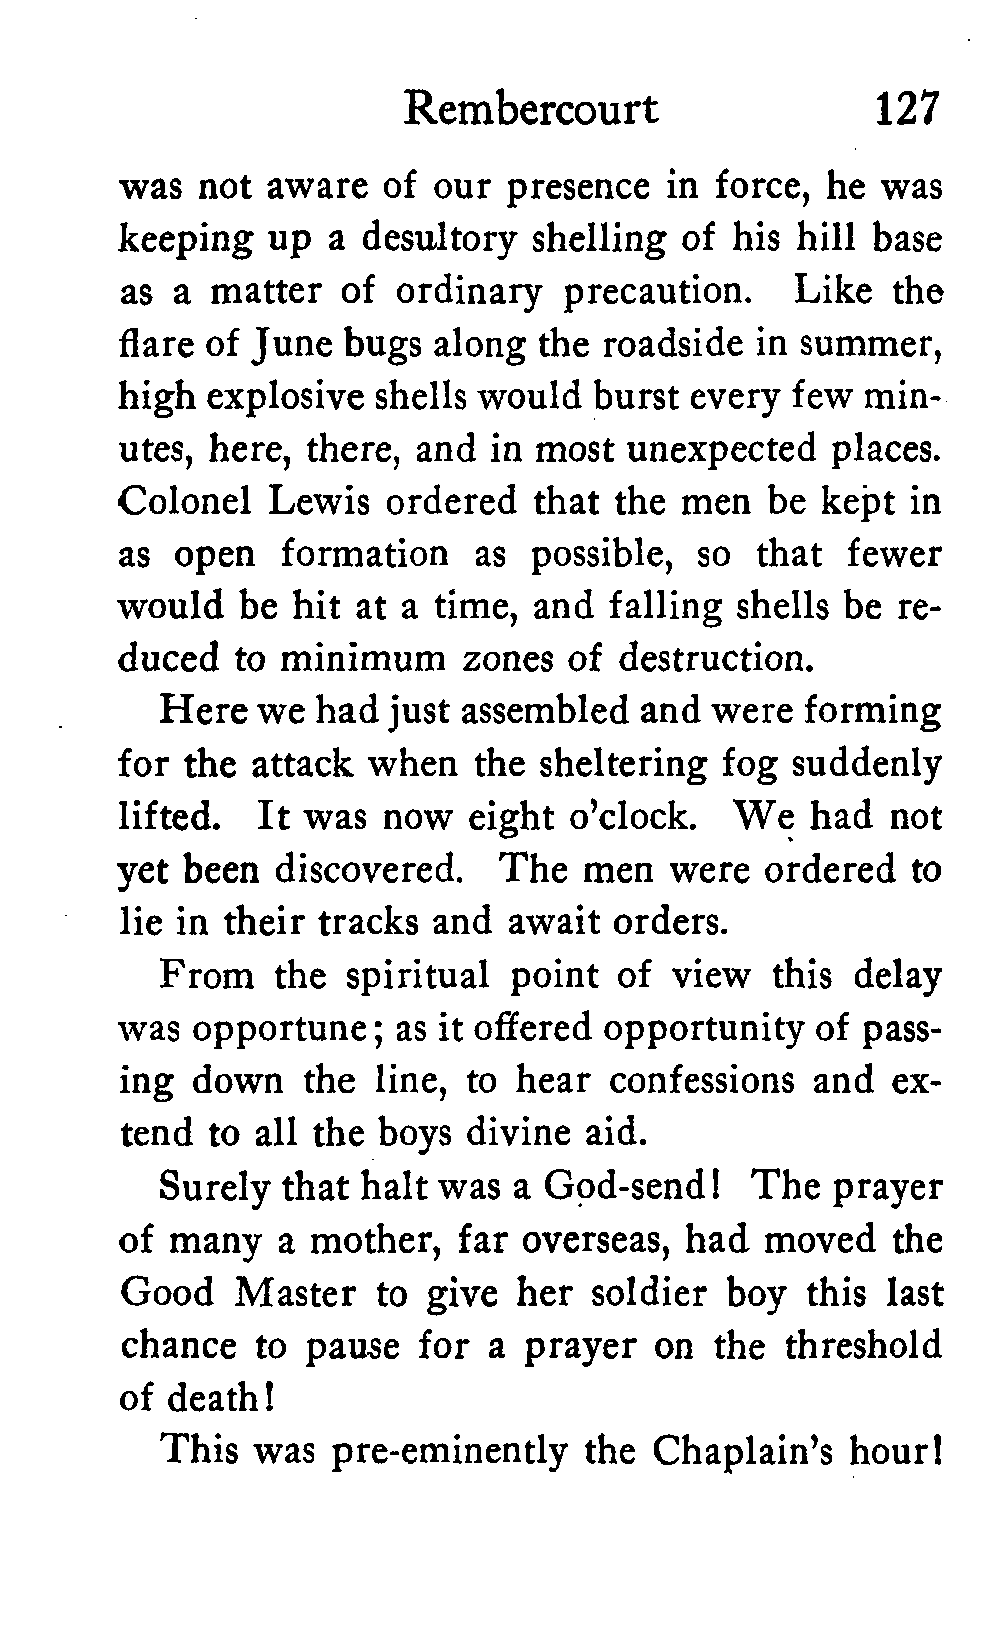 Rembercourt 127
was not aware of our presence in force, he was
keeping up a desultory shelling of his hill base
as a matter of ordinary precaution. Like the
flare of June bugs along the roadside in summer,
high explosive shells would burst every few min-
utes, here, there, and in most unexpected places.
Colonel Lewis ordered that the men be kept in
as open formation as possible, so that fewer
would be hit at a time, and falling shells be re-
duced to minimum zones of destruction.
Here we had just assembled and were forming
for the attack when the sheltering fog suddenly
lifted. It was now eight o'clock. We had not
yet been discovered. The men were ordered to
lie in their tracks and await orders.
From the spiritual point of view this delay
was opportune; as it offered opportunity of pass-
ing down the line, to hear confessions and ex-
tend to all the boys divine aid.
Surely that halt was a God-send! The prayer
of many a mother, far overseas, had moved the
Good Master to give her soldier boy this last
chance to pause for a prayer on the threshold
of death!
This was pre-eminently the Chaplain's hour!